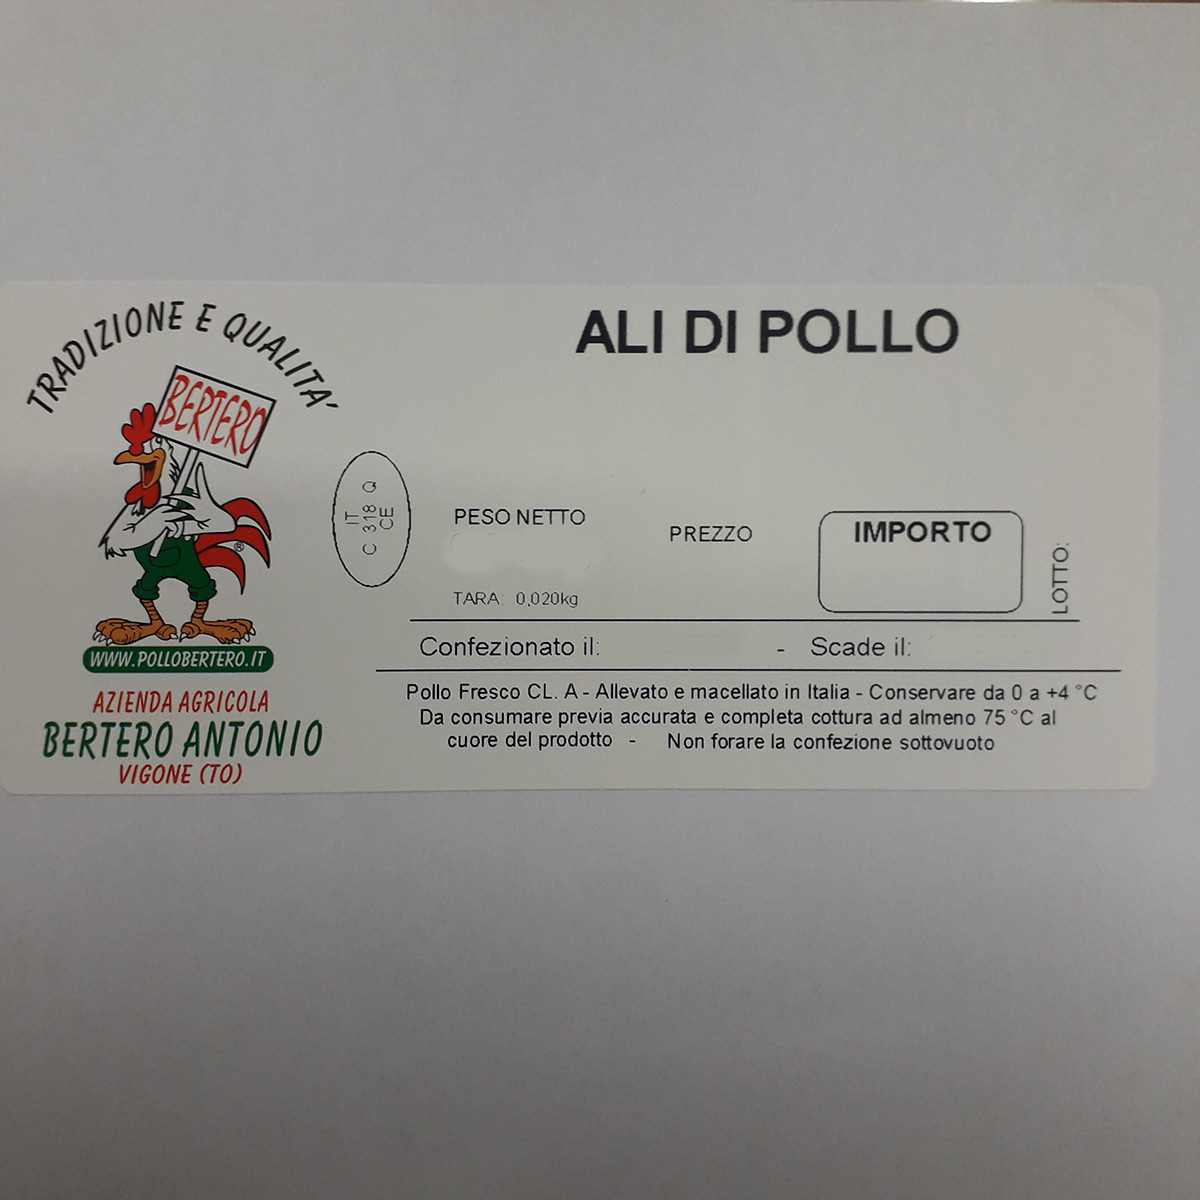 TRADIZIONE E QUALITA'
BERTERO
®
WWW.POLLOBERTERO.IT
AZIENDA AGRICOLA
BERTERO ANTONIO
VIGONE (TO)
ALI DI POLLO
IT
C 318 Q
CE
PESO NETTO
PREZZO
IMPORTO
LOTTO:
TARA: 0,020kg
Confezionato il: - Scade il:
Pollo Fresco CL. A - Allevato e macellato in Italia - Conservare da 0 a +4 °C
Da consumare previa accurata e completa cottura ad almeno 75 °C al
cuore del prodotto - Non forare la confezione sottovuoto